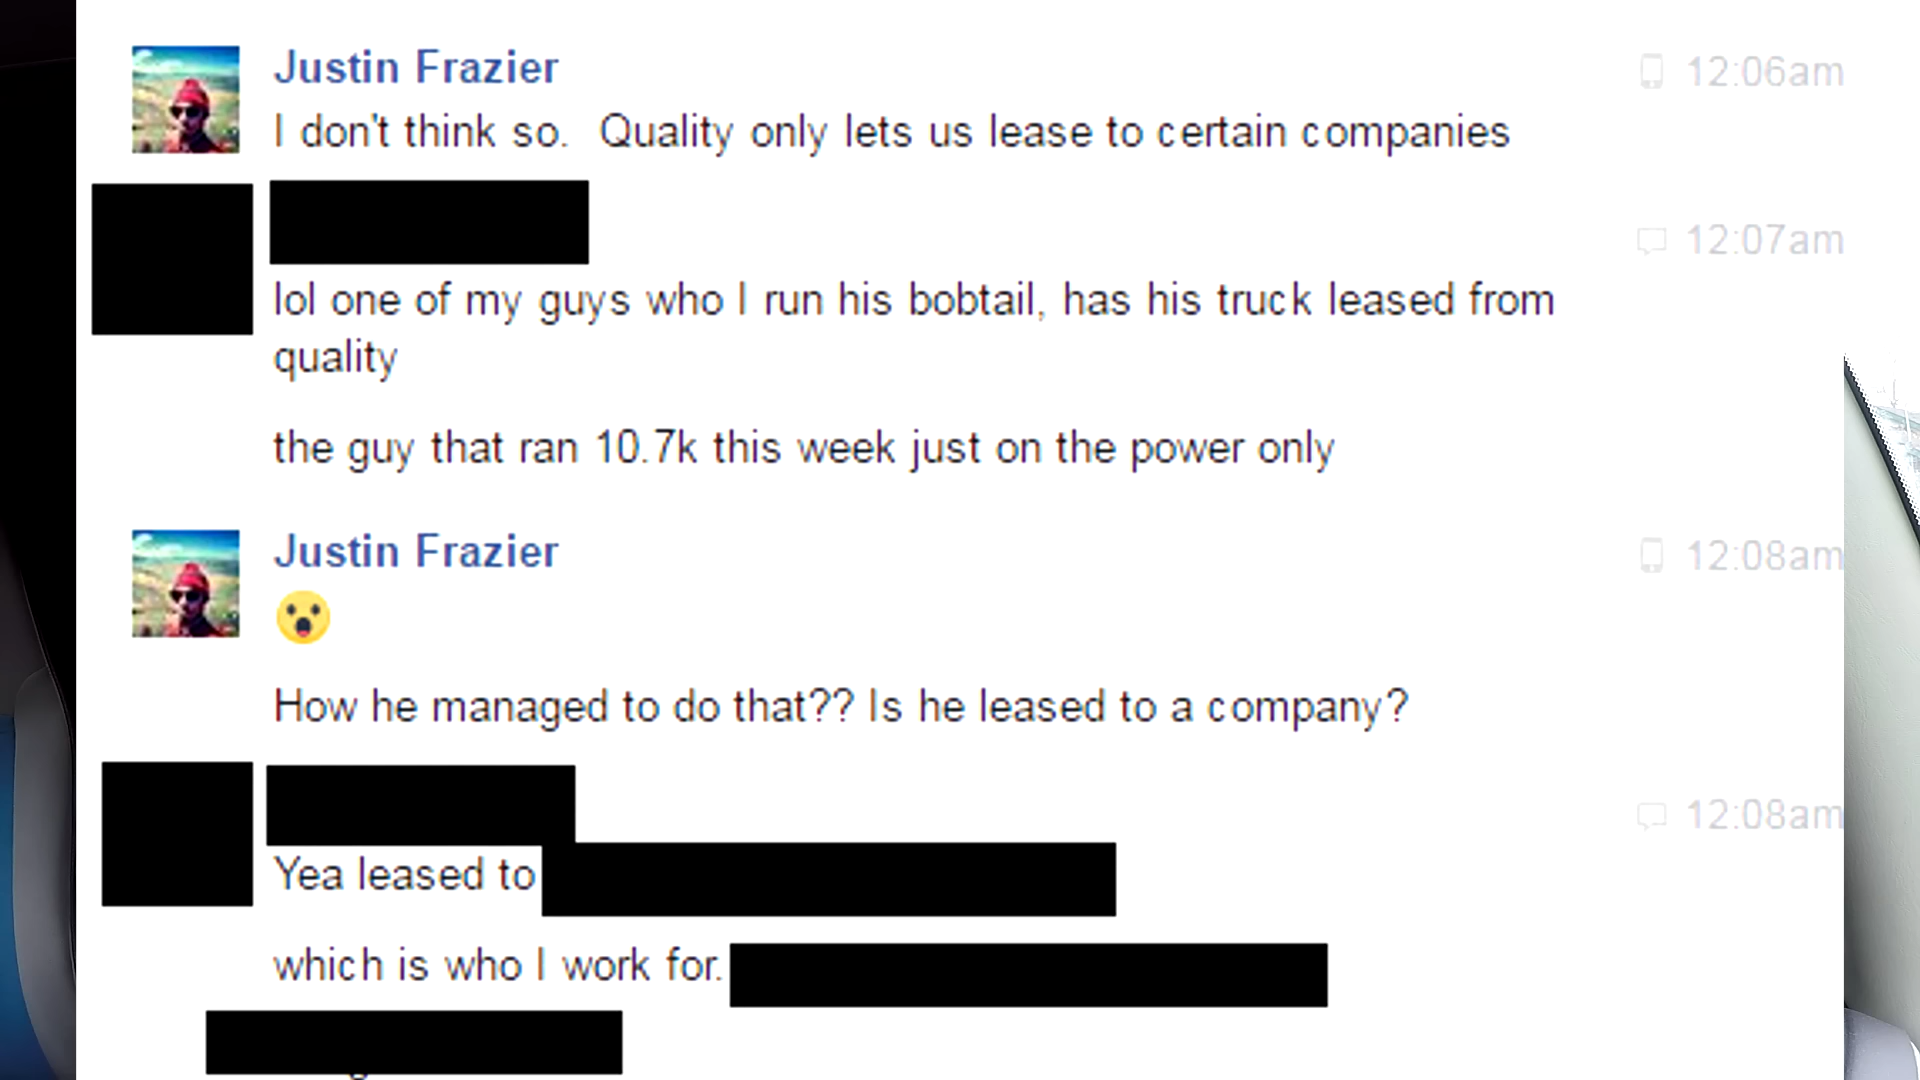 Justin Frazier
12:06am
I don't think so.  Quality only lets us lease to certain companies
12:07am
lol one of my guys who I run his bobtail, has his truck leased from
quality
the guy that ran 10.7k this week just on the power only
Justin Frazier
12:08am
😮
How he managed to do that?? Is he leased to a company?
12:08am
Yea leased to
which is who I work for.